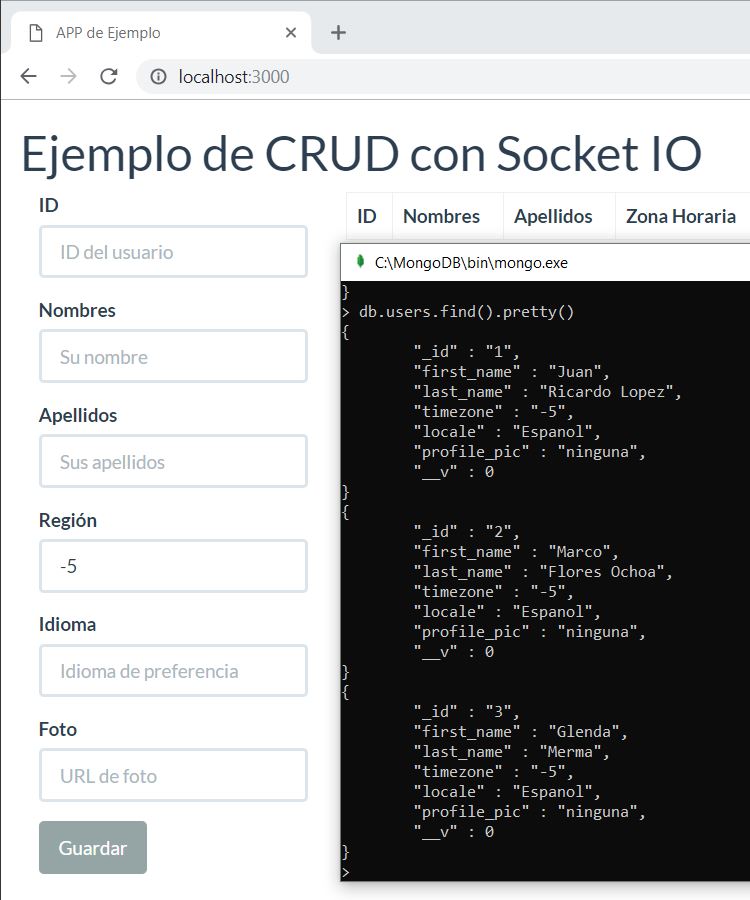 APP de Ejemplo
localhost:3000
Ejemplo de CRUD con Socket IO
ID
ID del usuario
Nombres
Su nombre
Apellidos
Sus apellidos
Región
-5
Idioma
Idioma de preferencia
Foto
URL de foto
Guardar
ID Nombres Apellidos Zona Horaria
C:\MongoDB\bin\mongo.exe
}
> db.users.find().pretty()
{
"_id" : "1",
"first_name" : "Juan",
"last_name" : "Ricardo Lopez",
"timezone" : "-5",
"locale" : "Espanol",
"profile_pic" : "ninguna",
"__v" : 0
}
{
"_id" : "2",
"first_name" : "Marco",
"last_name" : "Flores Ochoa",
"timezone" : "-5",
"locale" : "Espanol",
"profile_pic" : "ninguna",
"__v" : 0
}
{
"_id" : "3",
"first_name" : "Glenda",
"last_name" : "Merma",
"timezone" : "-5",
"locale" : "Espanol",
"profile_pic" : "ninguna",
"__v" : 0
}
>